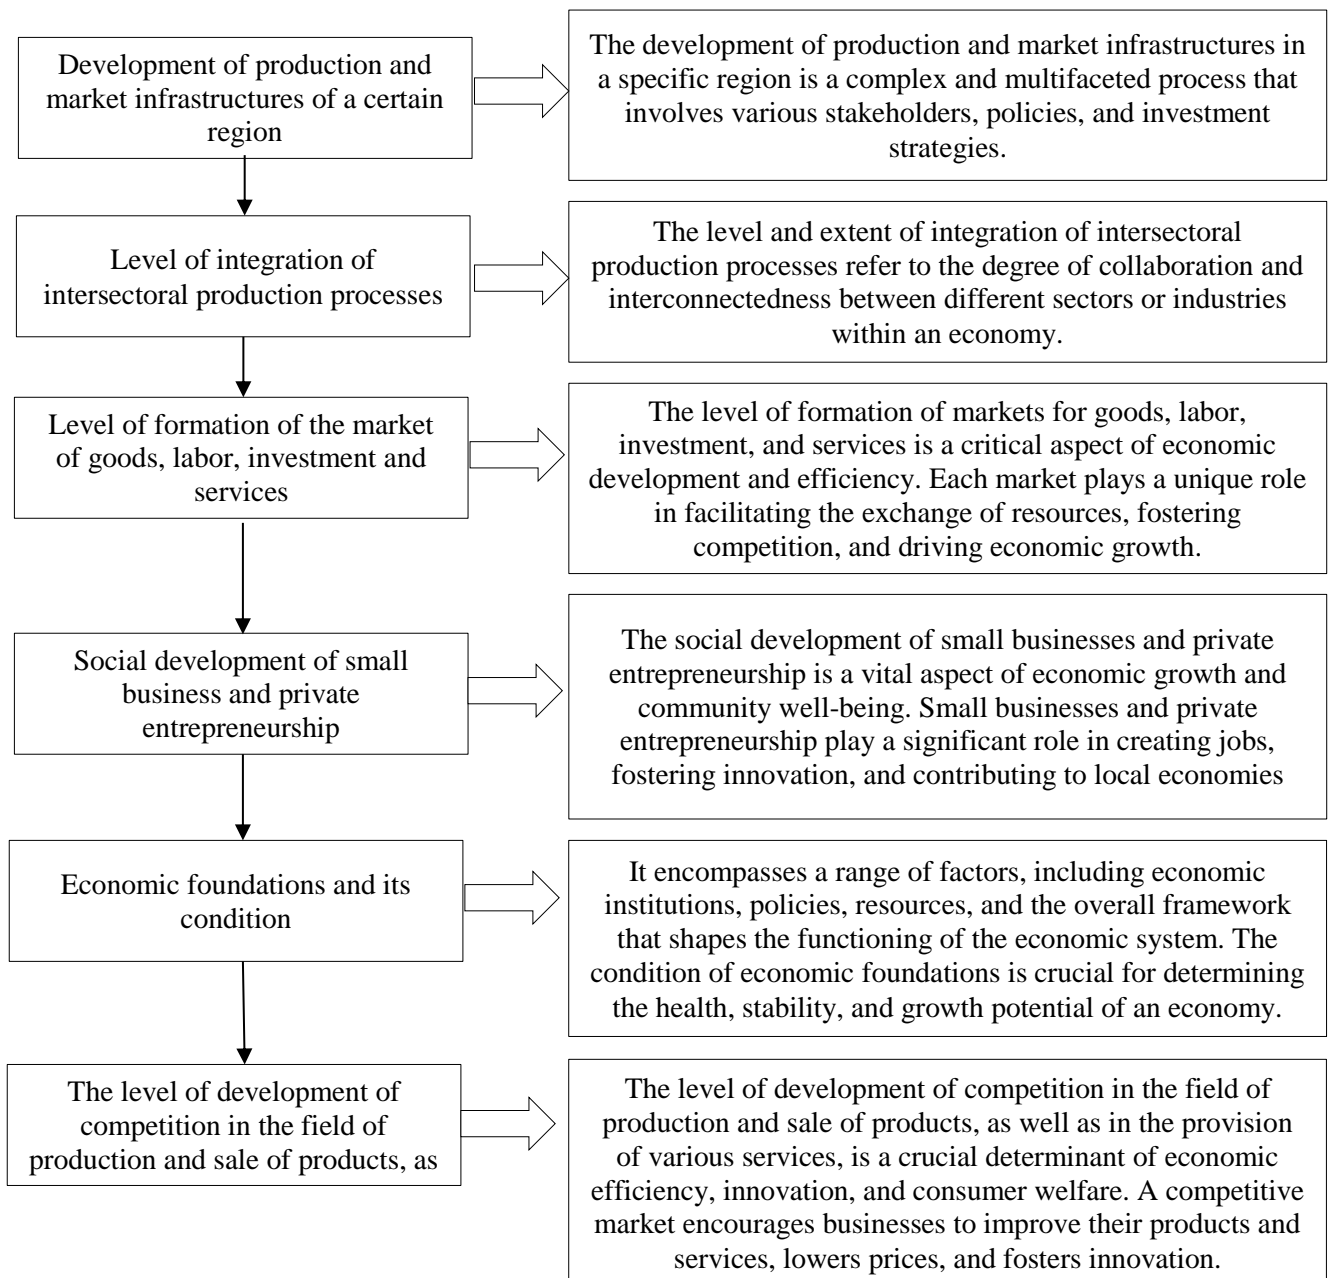 Development of production and
market infrastructures of a certain
region
The development of production and market infrastructures in
a specific region is a complex and multifaceted process that
involves various stakeholders, policies, and investment
strategies.
Level of integration of
intersectoral production processes
The level and extent of integration of intersectoral
production processes refer to the degree of collaboration and
interconnectedness between different sectors or industries
within an economy.
Level of formation of the market
of goods, labor, investment and
services
The level of formation of markets for goods, labor,
investment, and services is a critical aspect of economic
development and efficiency. Each market plays a unique role
in facilitating the exchange of resources, fostering
competition, and driving economic growth.
Social development of small
business and private
entrepreneurship
The social development of small businesses and private
entrepreneurship is a vital aspect of economic growth and
community well-being. Small businesses and private
entrepreneurship play a significant role in creating jobs,
fostering innovation, and contributing to local economies
Economic foundations and its
condition
It encompasses a range of factors, including economic
institutions, policies, resources, and the overall framework
that shapes the functioning of the economic system. The
condition of economic foundations is crucial for determining
the health, stability, and growth potential of an economy.
The level of development of
competition in the field of
production and sale of products, as
The level of development of competition in the field of
production and sale of products, as well as in the provision
of various services, is a crucial determinant of economic
efficiency, innovation, and consumer welfare. A competitive
market encourages businesses to improve their products and
services, lowers prices, and fosters innovation.